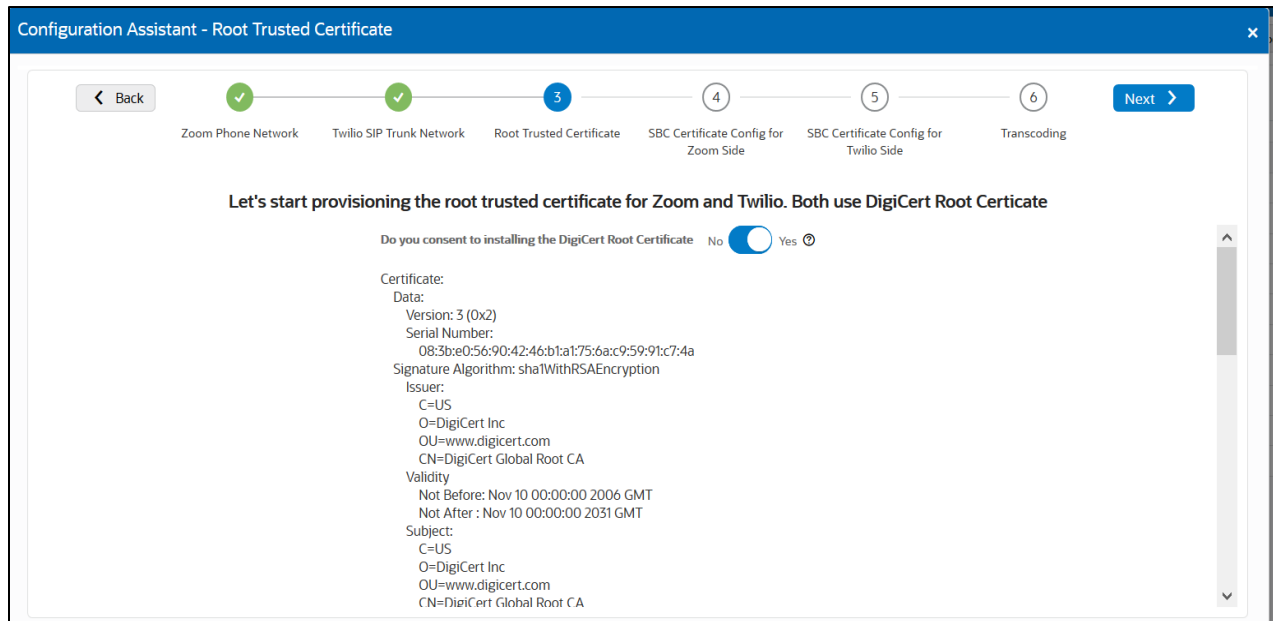 Configuration Assistant - Root Trusted Certificate
Back
3
4
5
6
Next
Zoom Phone Network
Twilio SIP Trunk Network
Root Trusted Certificate
SBC Certificate Config for
Zoom Side
SBC Certificate Config for
Twilio Side
Transcoding
Let's start provisioning the root trusted certificate for Zoom and Twilio. Both use DigiCert Root Certicate
Do you consent to installing the DigiCert Root Certificate No Yes
Certificate:
Data:
Version: 3 (0x2)
Serial Number:
08:3b:e0:56:90:42:46:b1:a1:75:6a:c9:59:91:c7:4a
Signature Algorithm: sha1WithRSAEncryption
Issuer:
C=US
O=DigiCert Inc
OU=www.digicert.com
CN=DigiCert Global Root CA
Validity
Not Before: Nov 10 00:00:00 2006 GMT
Not After : Nov 10 00:00:00 2031 GMT
Subject:
C=US
O=DigiCert Inc
OU=www.digicert.com
CN=DigiCert Global Root CA